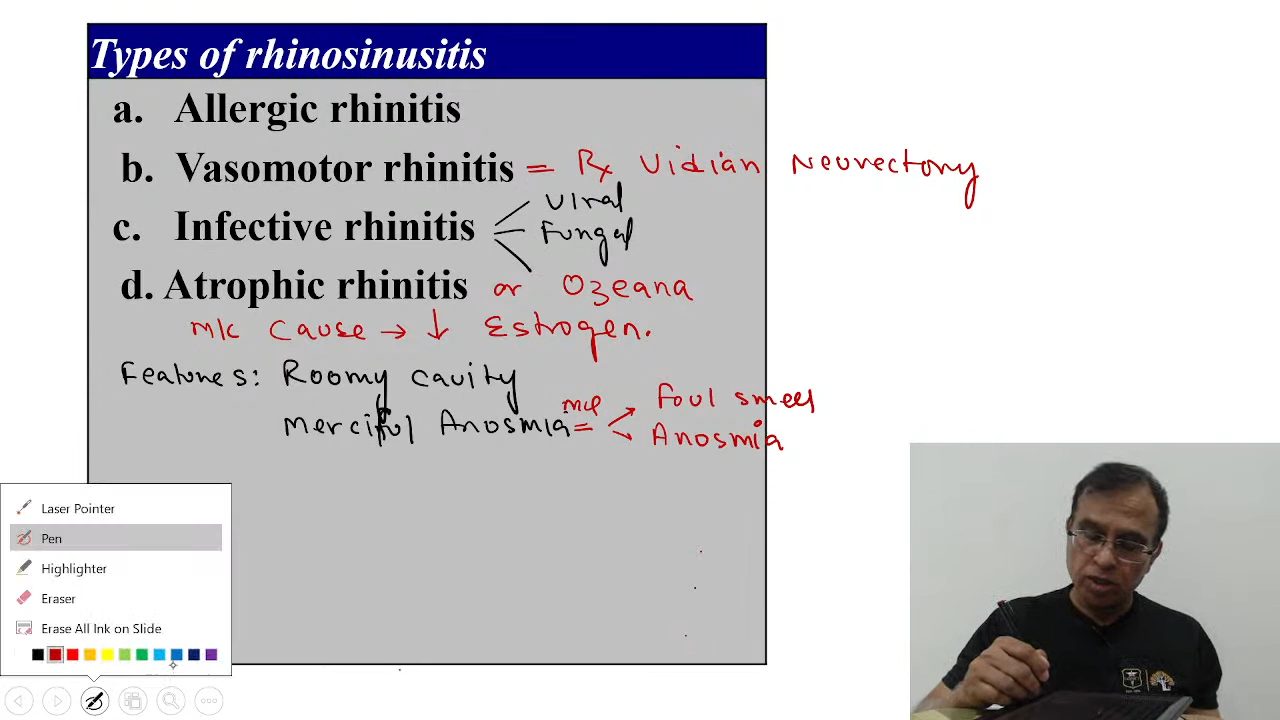 Types of rhinosinusitis
a. Allergic rhinitis
b. Vasomotor rhinitis = Rx Vidian Neurectomy
Viral
c. Infective rhinitis
Fungal
d. Atrophic rhinitis or Ozeana
M/c Cause → ↓ Estrogen.
Features: Roomy cavity
Merciful Anosmia =
Foul smell
Anosmia
Laser Pointer
Pen
Highlighter
Eraser
Erase All Ink on Slide